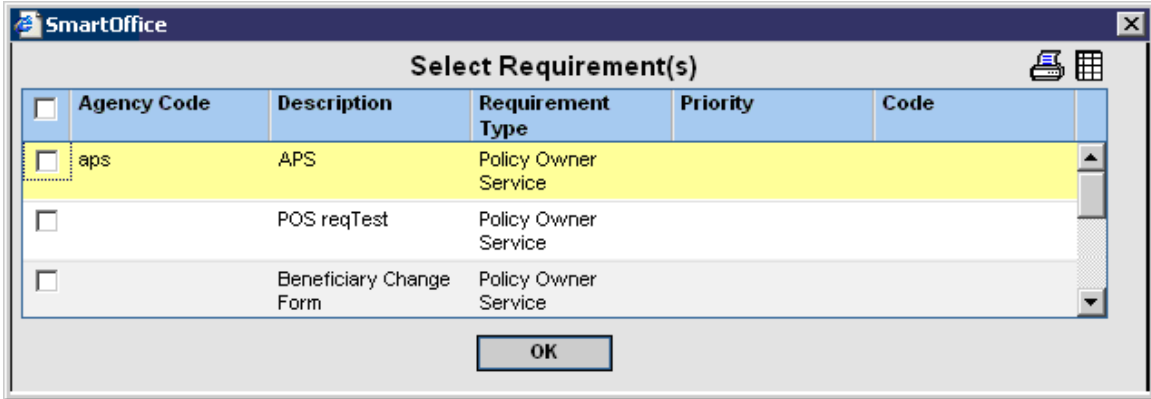 SmartOffice
Select Requirement(s)
Agency Code Description Requirement Type Priority Code
aps APS Policy Owner Service
POS reqTest Policy Owner Service
Beneficiary Change Form Policy Owner Service
OK